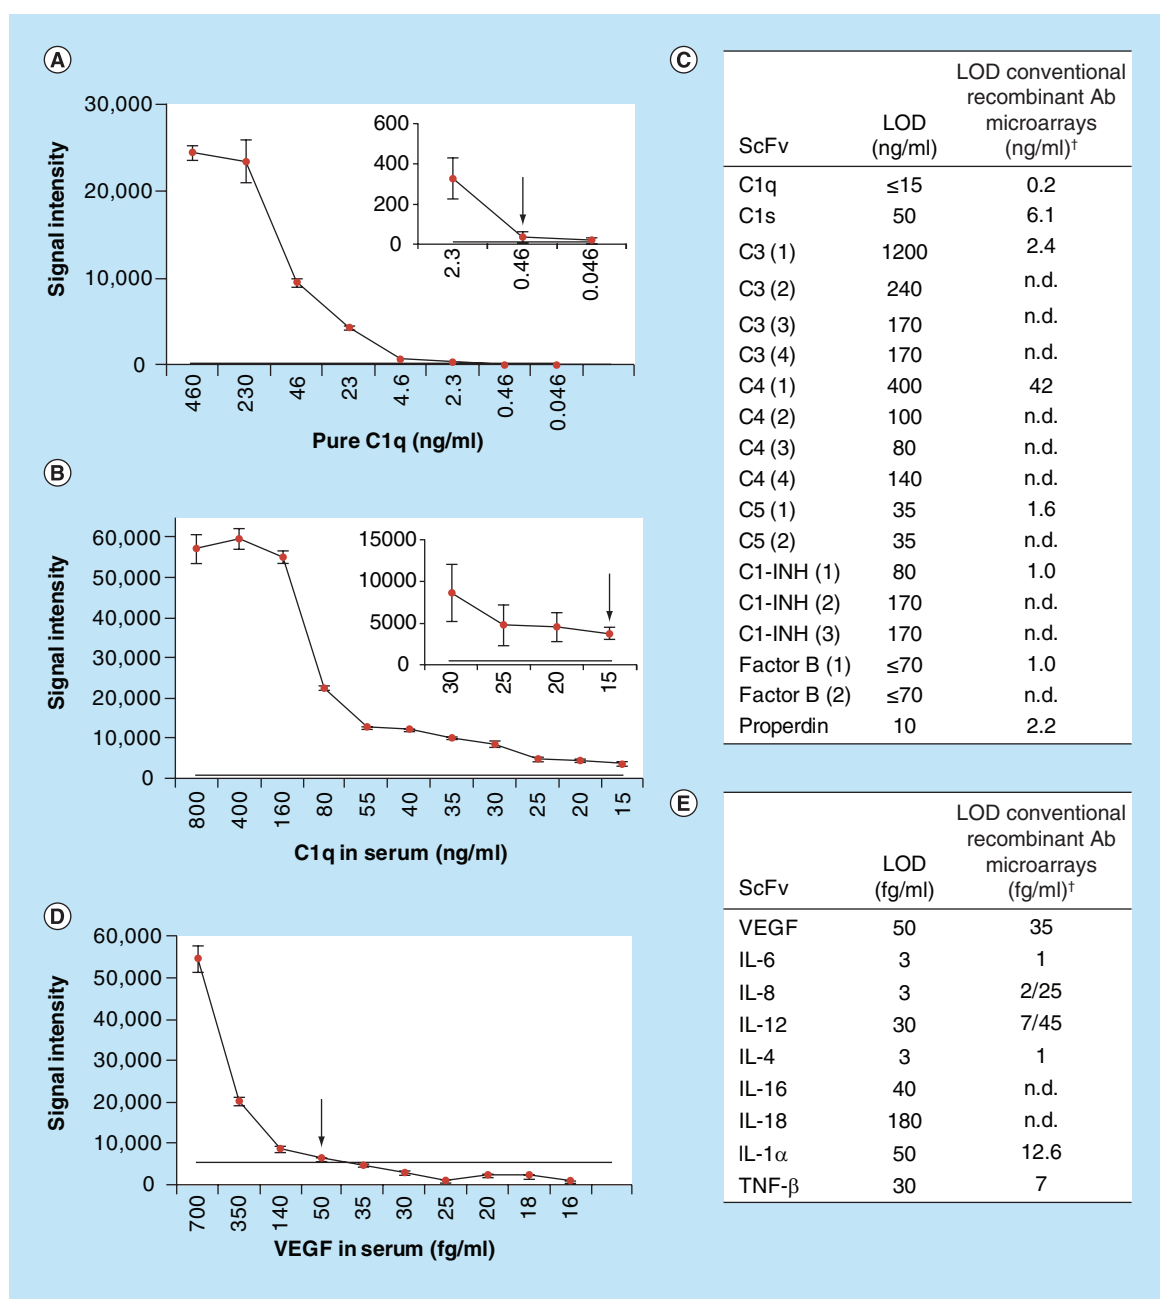 A
30,000
20,000
10,000
0
Signal intensity
460
230
46
23
4.6
2.3
0.46
0.046
Pure C1q (ng/ml)
600
400
200
0
2.3
0.46
0.046
B
60,000
50,000
40,000
30,000
20,000
10,000
0
Signal intensity
800
400
160
80
55
40
35
30
25
20
15
C1q in serum (ng/ml)
15000
10000
5000
0
30
25
20
15
D
60,000
50,000
40,000
30,000
20,000
10,000
0
Signal intensity
700
350
140
50
35
30
25
20
18
16
VEGF in serum (fg/ml)
C
LOD conventional
recombinant Ab
LOD microarrays
ScFv (ng/ml) (ng/ml)†
C1q ≤15 0.2
C1s 50 6.1
C3 (1) 1200 2.4
C3 (2) 240 n.d.
C3 (3) 170 n.d.
C3 (4) 170 n.d.
C4 (1) 400 42
C4 (2) 100 n.d.
C4 (3) 80 n.d.
C4 (4) 140 n.d.
C5 (1) 35 1.6
C5 (2) 35 n.d.
C1-INH (1) 80 1.0
C1-INH (2) 170 n.d.
C1-INH (3) 170 n.d.
Factor B (1) ≤70 1.0
Factor B (2) ≤70 n.d.
Properdin 10 2.2
E
LOD conventional
recombinant Ab
LOD microarrays
ScFv (fg/ml) (fg/ml)†
VEGF 50 35
IL-6 3 1
IL-8 3 2/25
IL-12 30 7/45
IL-4 3 1
IL-16 40 n.d.
IL-18 180 n.d.
IL-1α 50 12.6
TNF-β 30 7